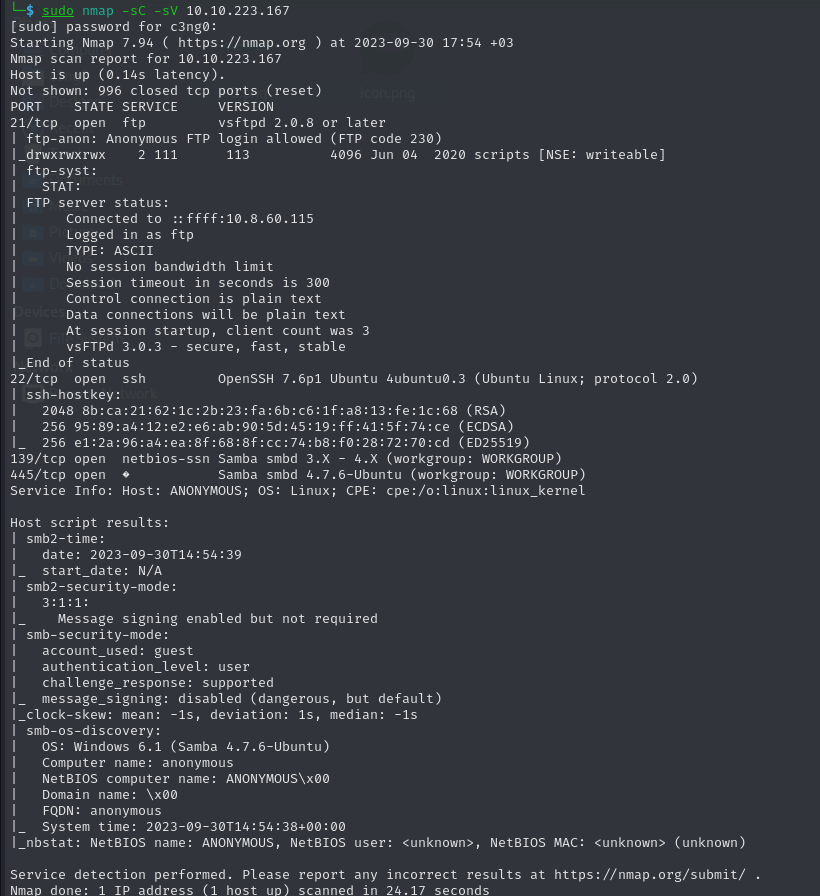 └─$ sudo nmap -sC -sV 10.10.223.167
[sudo] password for c3ng0:
Starting Nmap 7.94 ( https://nmap.org ) at 2023-09-30 17:54 +03
Nmap scan report for 10.10.223.167
Host is up (0.14s latency).
Not shown: 996 closed tcp ports (reset)
PORT    STATE SERVICE     VERSION
21/tcp  open  ftp         vsftpd 2.0.8 or later
| ftp-anon: Anonymous FTP login allowed (FTP code 230)
|_drwxrwxrwx    2 111      113          4096 Jun 04  2020 scripts [NSE: writeable]
| ftp-syst:
|   STAT:
| FTP server status:
|      Connected to ::ffff:10.8.60.115
|      Logged in as ftp
|      TYPE: ASCII
|      No session bandwidth limit
|      Session timeout in seconds is 300
|      Control connection is plain text
|      Data connections will be plain text
|      At session startup, client count was 3
|      vsFTPd 3.0.3 - secure, fast, stable
|_End of status
22/tcp  open  ssh         OpenSSH 7.6p1 Ubuntu 4ubuntu0.3 (Ubuntu Linux; protocol 2.0)
| ssh-hostkey:
|   2048 8b:ca:21:62:1c:2b:23:fa:6b:c6:1f:a8:13:fe:1c:68 (RSA)
|   256 95:89:a4:12:e2:e6:ab:90:5d:45:19:ff:41:5f:74:ce (ECDSA)
|_  256 e1:2a:96:a4:ea:8f:68:8f:cc:74:b8:f0:28:72:70:cd (ED25519)
139/tcp open  netbios-ssn Samba smbd 3.X - 4.X (workgroup: WORKGROUP)
445/tcp open  �           Samba smbd 4.7.6-Ubuntu (workgroup: WORKGROUP)
Service Info: Host: ANONYMOUS; OS: Linux; CPE: cpe:/o:linux:linux_kernel

Host script results:
| smb2-time:
|   date: 2023-09-30T14:54:39
|_  start_date: N/A
| smb2-security-mode:
|   3:1:1:
|_    Message signing enabled but not required
| smb-security-mode:
|   account_used: guest
|   authentication_level: user
|   challenge_response: supported
|_  message_signing: disabled (dangerous, but default)
|_clock-skew: mean: -1s, deviation: 1s, median: -1s
| smb-os-discovery:
|   OS: Windows 6.1 (Samba 4.7.6-Ubuntu)
|   Computer name: anonymous
|   NetBIOS computer name: ANONYMOUS\x00
|   Domain name: \x00
|   FQDN: anonymous
|_  System time: 2023-09-30T14:54:38+00:00
|_nbstat: NetBIOS name: ANONYMOUS, NetBIOS user: <unknown>, NetBIOS MAC: <unknown> (unknown)

Service detection performed. Please report any incorrect results at https://nmap.org/submit/ .
Nmap done: 1 IP address (1 host up) scanned in 24.17 seconds
icon.png